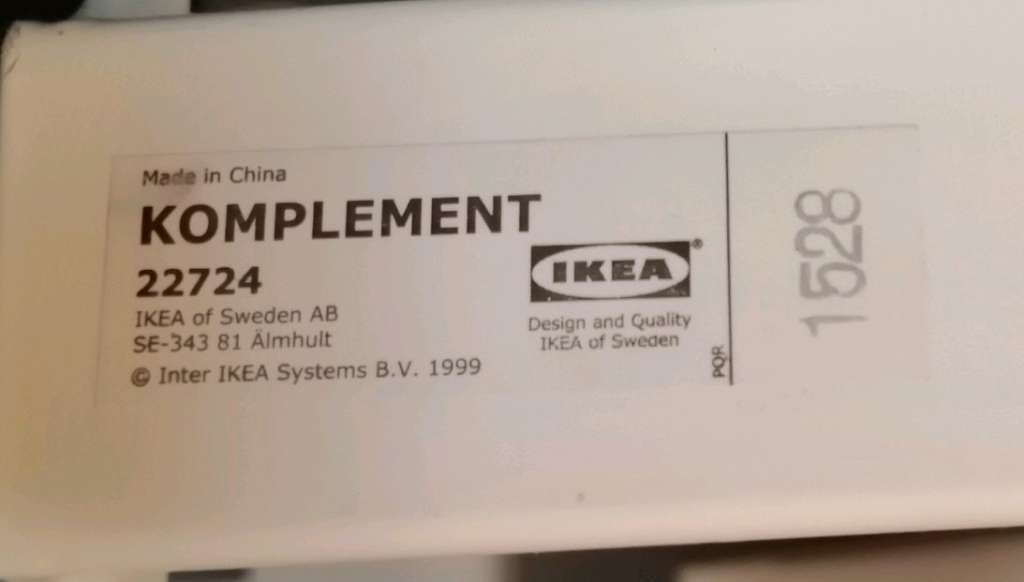 Made in China
KOMPLEMENT
22724
IKEA of Sweden AB
SE-343 81 Älmhult
© Inter IKEA Systems B.V. 1999
IKEA®
Design and Quality
IKEA of Sweden
PQR
1528